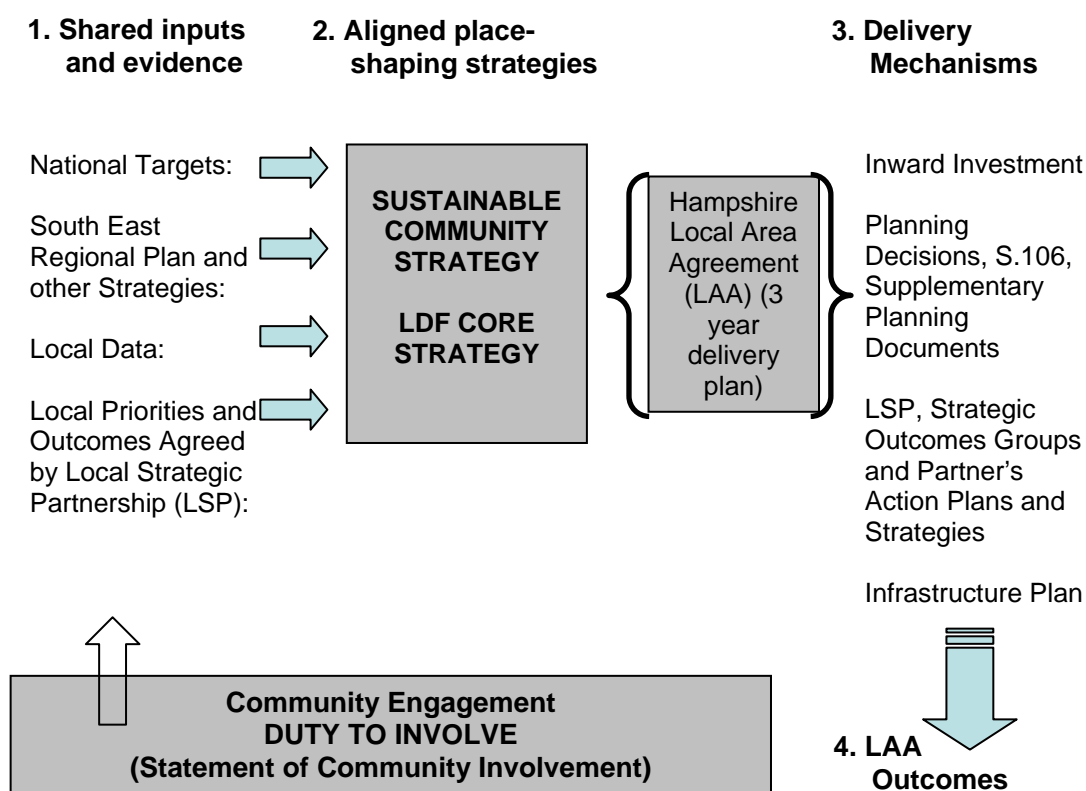 1. Shared inputs
and evidence
2. Aligned place-
shaping strategies
3. Delivery
Mechanisms
National Targets:
South East
Regional Plan and
other Strategies:
Local Data:
Local Priorities and
Outcomes Agreed
by Local Strategic
Partnership (LSP):
SUSTAINABLE
COMMUNITY
STRATEGY
LDF CORE
STRATEGY
Hampshire
Local Area
Agreement
(LAA) (3
year
delivery
plan)
Inward Investment
Planning
Decisions, S.106,
Supplementary
Planning
Documents
LSP, Strategic
Outcomes Groups
and Partner's
Action Plans and
Strategies
Infrastructure Plan
Community Engagement
DUTY TO INVOLVE
(Statement of Community Involvement)
4. LAA
Outcomes